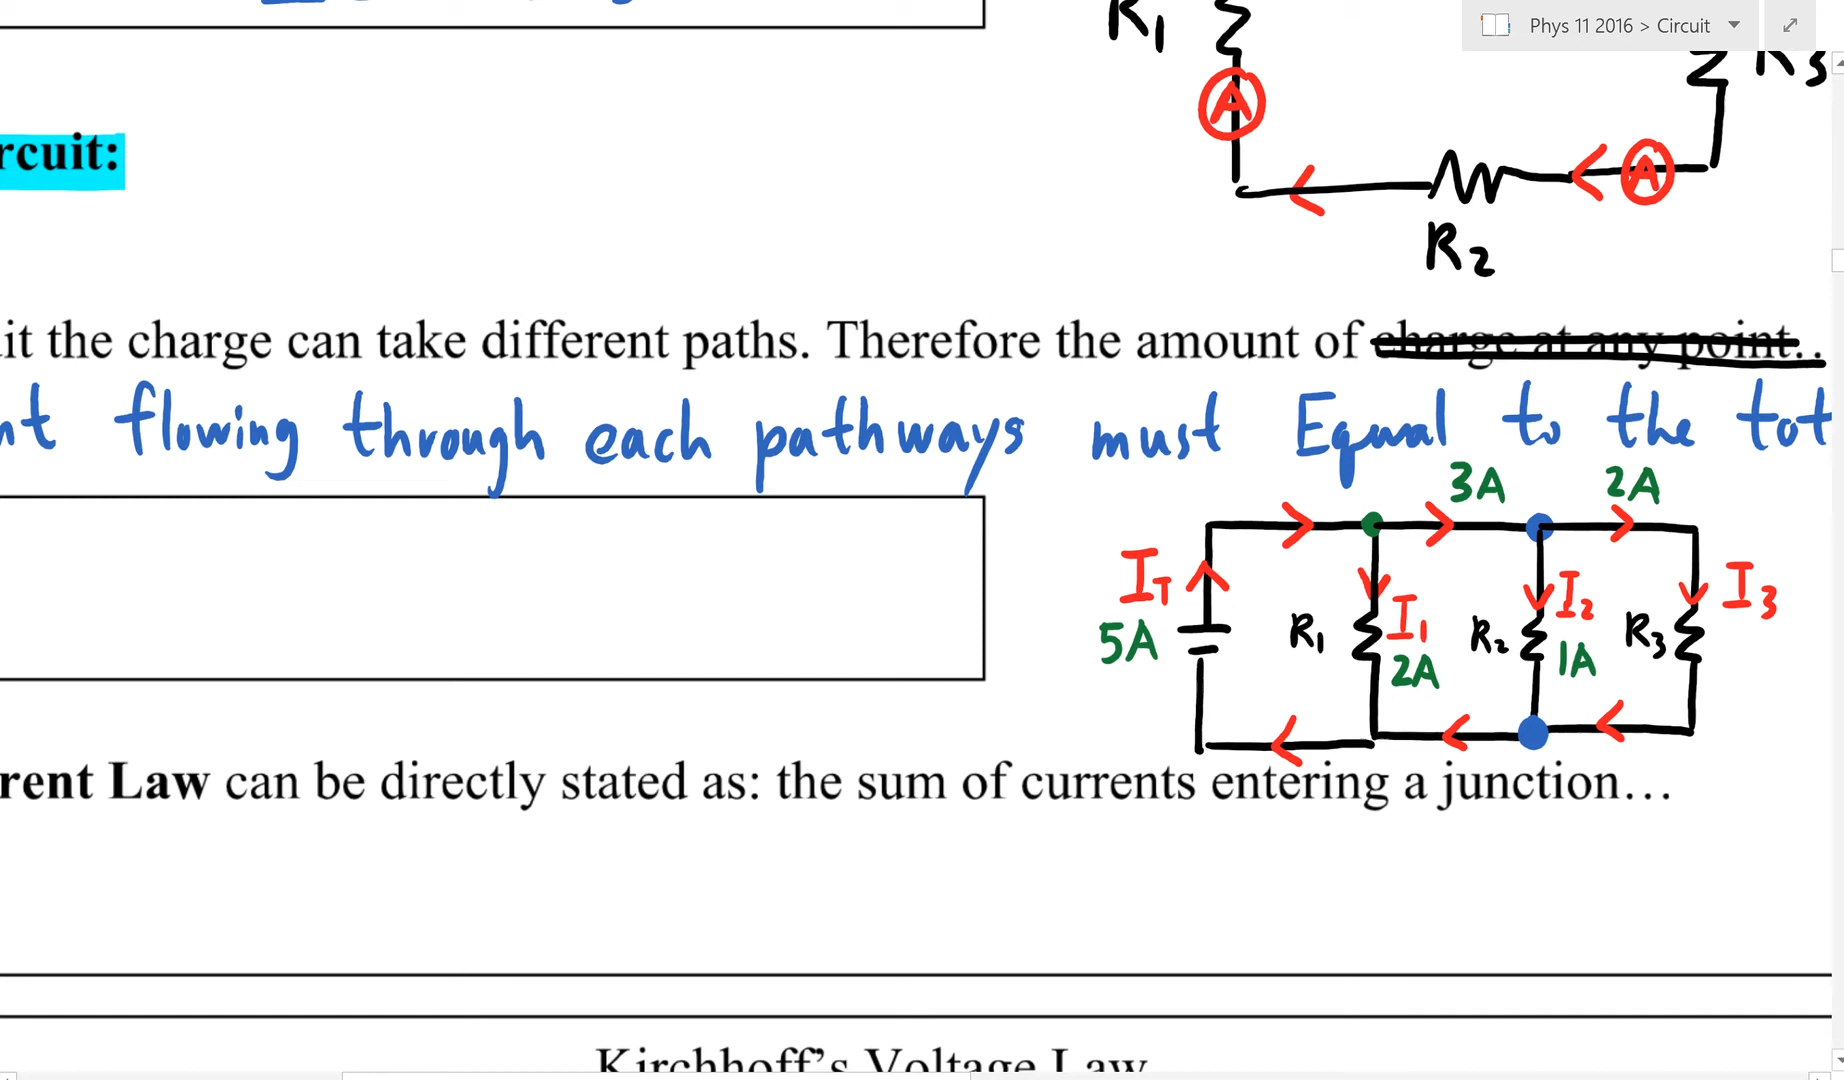 R1
Phys 11 2016 > Circuit
R3
A
rcuit:
A
R2
it the charge can take different paths. Therefore the amount of charge at any point..
nt flowing through each pathways must Equal to the tot
3A 2A
IT
5A
R1 I1 2A
R2 I2 1A
R3 I3
rent Law can be directly stated as: the sum of currents entering a junction…
Kirchhoff's Voltage Law